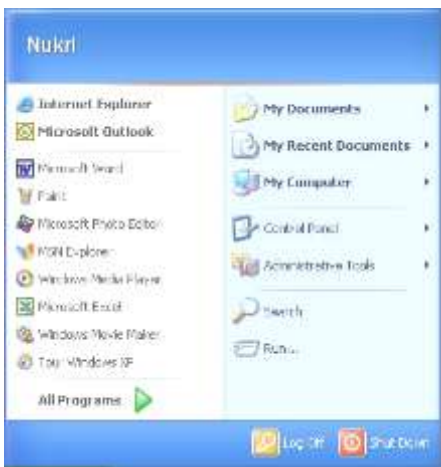 Nukri
Internet Explorer
Microsoft Outlook
Microsoft Word
Paint
Microsoft Photo Editor
MSN Explorer
Windows Media Player
Microsoft Excel
Windows Movie Maker
Tour Windows XP
All Programs
My Documents
My Recent Documents
My Computer
Control Panel
Administrative Tools
Search
Run...
Log Off
Shut Down